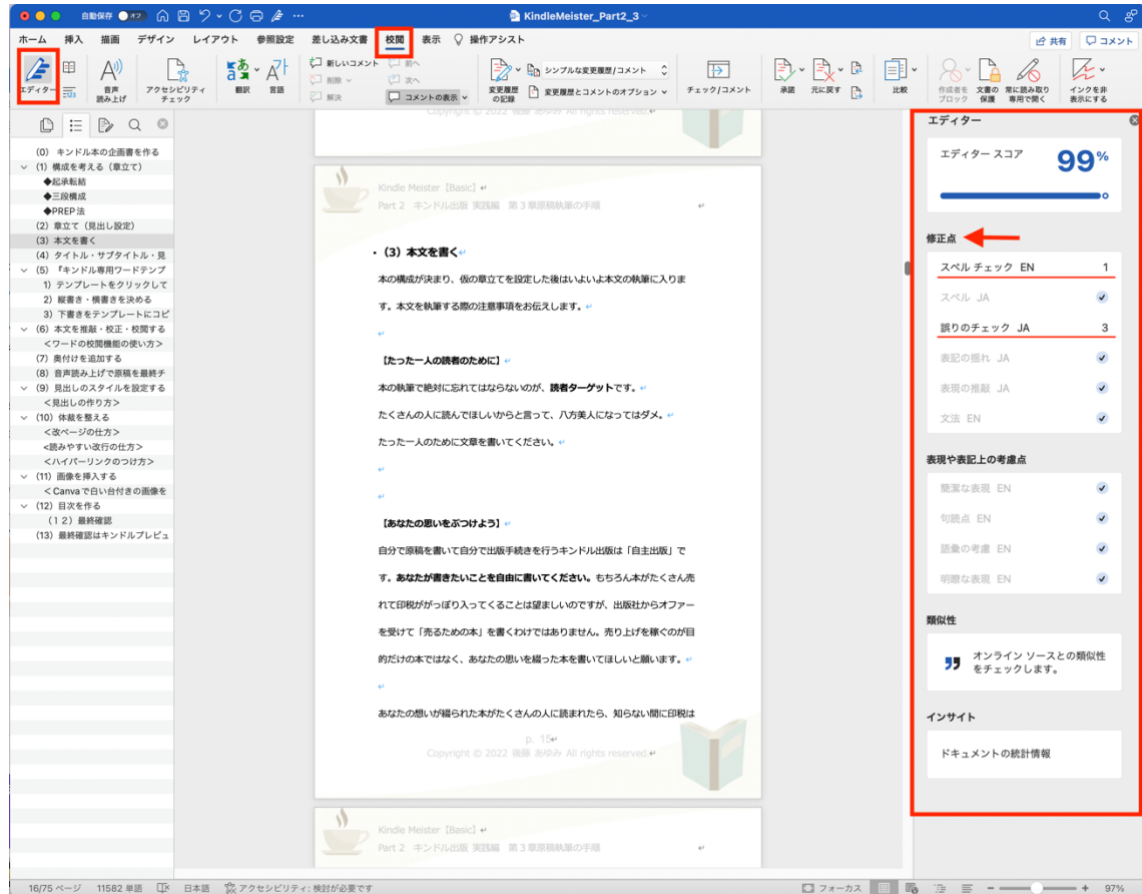 自動保存 オフ
KindleMeister_Part2_3
ホーム 挿入 描画 デザイン レイアウト 参照設定 差し込み文書 校閲 表示 操作アシスト
共有 コメント
エディター
音声
読み上げ
アクセシビリティ
チェック
翻訳
言語
新しいコメント
削除
解決
前へ
次へ
コメントの表示
変更履歴
の記録
シンプルな変更履歴/コメント
変更履歴とコメントのオプション
チェック/コメント
承諾
元に戻す
比較
作成者を
ブロック
文書の
保護
常に読み取り
専用で開く
インクを非
表示にする
(0) キンドル本の企画書を作る
(1) 構成を考える(章立て)
◆起承転結
◆三段構成
◆PREP法
(2) 章立て(見出し設定)
(3) 本文を書く
(4) タイトル・サブタイトル・見
(5) 『キンドル専用ワードテンプ
1) テンプレートをクリックして
2) 縦書き・横書きを決める
3) 下書きをテンプレートにコピ
(6) 本文を推敲・校正・校閲する
<ワードの校閲機能の使い方>
(7) 奥付けを追加する
(8) 音声読み上げで原稿を最終チ
(9) 見出しのスタイルを設定する
<見出しの作り方>
(10) 体裁を整える
<改ページの仕方>
<読みやすい改行の仕方>
<ハイパーリンクのつけ方>
(11) 画像を挿入する
< Canvaで白い台付きの画像を
(12) 目次を作る
(12)最終確認
(13) 最終確認はキンドルプレビュ
Copyright © 2022 後藤 あゆみ All rights reserved
Kindle Meister【Basic】
Part 2 キンドル出版 実践編 第3章原稿執筆の手順
・(3)本文を書く
本の構成が決まり、仮の章立てを設定した後はいよいよ本文の執筆に入りま
す。本文を執筆する際の注意事項をお伝えします。
【たった一人の読者のために】
本の執筆で絶対に忘れてはならないのが、読者ターゲットです。
たくさんの人に読んでほしいからと言って、八方美人になってはダメ。
たった一人のために文章を書いてください。
【あなたの思いをぶつけよう】
自分で原稿を書いて自分で出版手続きを行うキンドル出版は「自主出版」で
す。あなたが書きたいことを自由に書いてください。もちろん本がたくさん売
れて印税ががっぽり入ってくることは望ましいのですが、出版社からオファー
を受けて「売るための本」を書くわけではありません。売り上げを稼ぐのが目
的だけの本ではなく、あなたの思いを綴った本を書いてほしいと願います。
あなたの想いが綴られた本がたくさんの人に読まれたら、知らない間に印税は
p. 15
Copyright © 2022 後藤 あゆみ All rights reserved
Kindle Meister【Basic】
Part 2 キンドル出版 実践編 第3章原稿執筆の手順
エディター
エディター スコア 99%
修正点
スペル チェック EN 1
スペル JA
誤りのチェック JA 3
表記の揺れ JA
表現の推敲 JA
文法 EN
表現や表記上の考慮点
簡潔な表現 EN
句読点 EN
語彙の考慮 EN
明瞭な表現 EN
類似性
オンライン ソースとの類似性
をチェックします。
インサイト
ドキュメントの統計情報
16/75 ページ 11582 単語 日本語 アクセシビリティ: 検討が必要です
フォーカス 97%